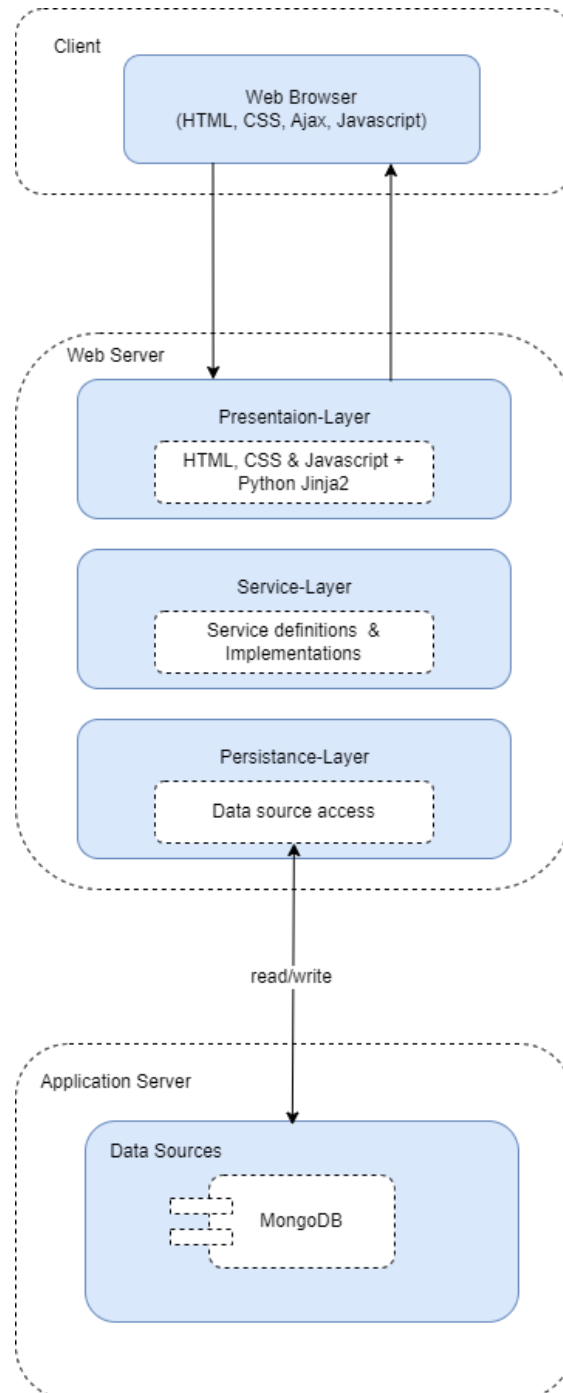 Client
Web Browser
(HTML, CSS, Ajax, Javascript)
Web Server
Presentaion-Layer
HTML, CSS & Javascript +
Python Jinja2
Service-Layer
Service definitions &
Implementations
Persistance-Layer
Data source access
read/write
Application Server
Data Sources
MongoDB